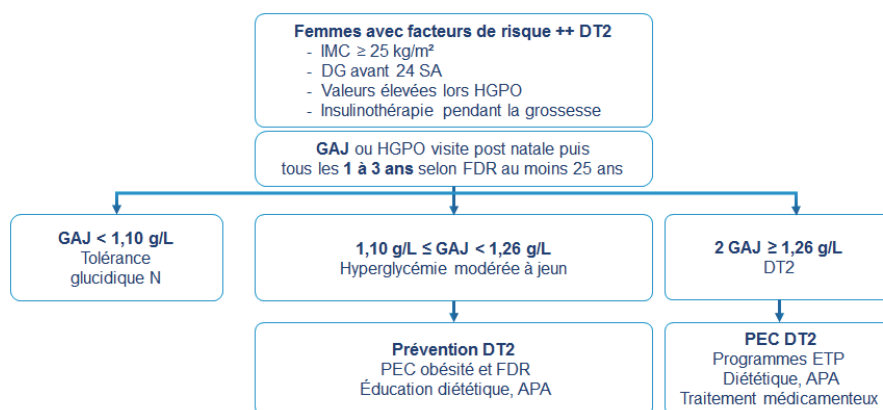 Femmes avec facteurs de risque ++ DT2
- IMC ≥ 25 kg/m²
- DG avant 24 SA
- Valeurs élevées lors HGPO
- Insulinothérapie pendant la grossesse
GAJ ou HGPO visite post natale puis
tous les 1 à 3 ans selon FDR au moins 25 ans
GAJ < 1,10 g/L
Tolérance
glucidique N
1,10 g/L ≤ GAJ < 1,26 g/L
Hyperglycémie modérée à jeun
2 GAJ ≥ 1,26 g/L
DT2
Prévention DT2
PEC obésité et FDR
Éducation diététique, APA
PEC DT2
Programmes ETP
Diététique, APA
Traitement médicamenteux